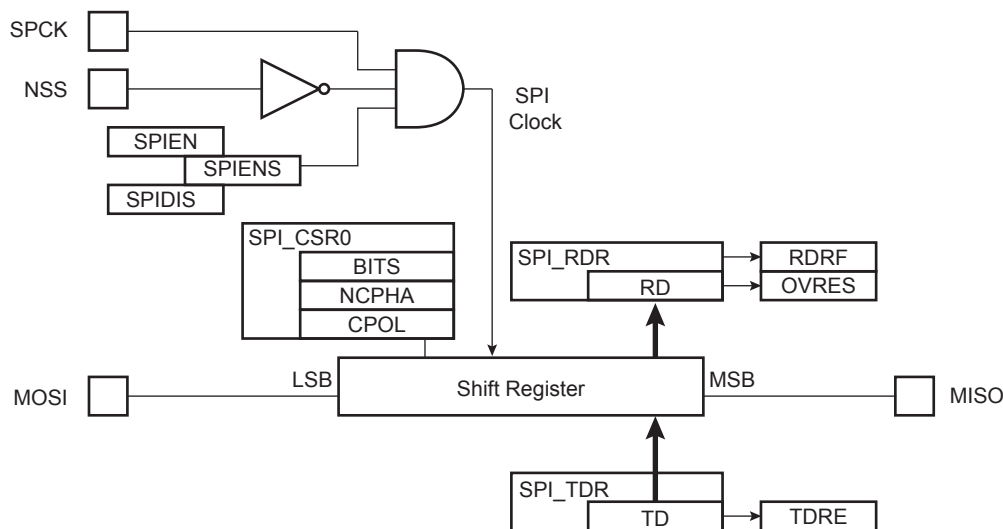 SPCK
NSS
SPI
Clock
SPIEN
SPIENS
SPIDIS
SPI_CSR0
BITS
NCPHA
CPOL
SPI_RDR
RD
RDRF
OVRES
LSB
Shift Register
MSB
MOSI
MISO
SPI_TDR
TD
TDRE